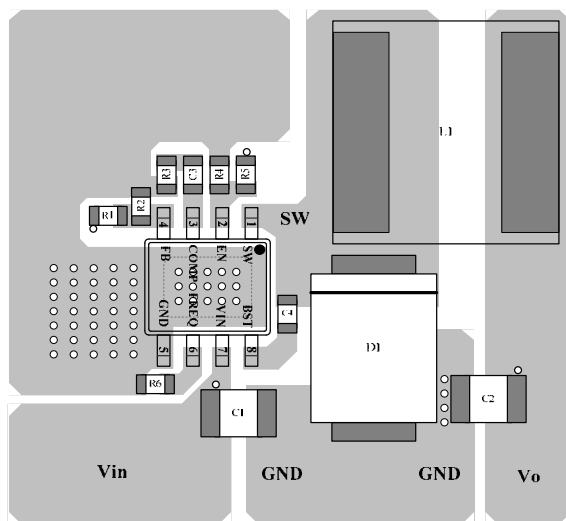 L1
R3
C3
R4
R5
R2
R1
SW
4
3
2
1
FB
COMP
EN
SW
GND
FREQ
VIN
BST
C4
D1
5
6
7
8
R6
C1
C2
Vin
GND
GND
Vo